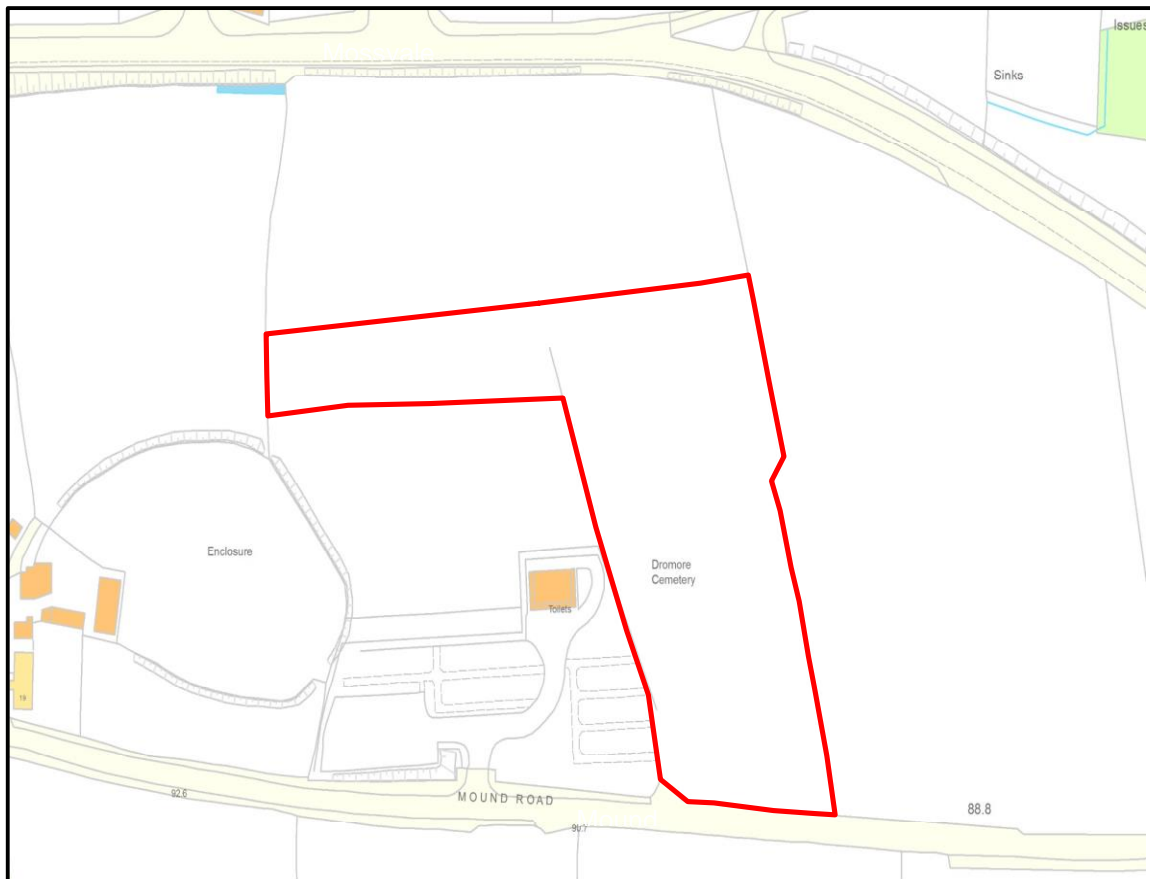 Issues
Sinks
Enclosure
Dromore
Cemetery
Toilets
19
92.6
MOUND ROAD
88.8